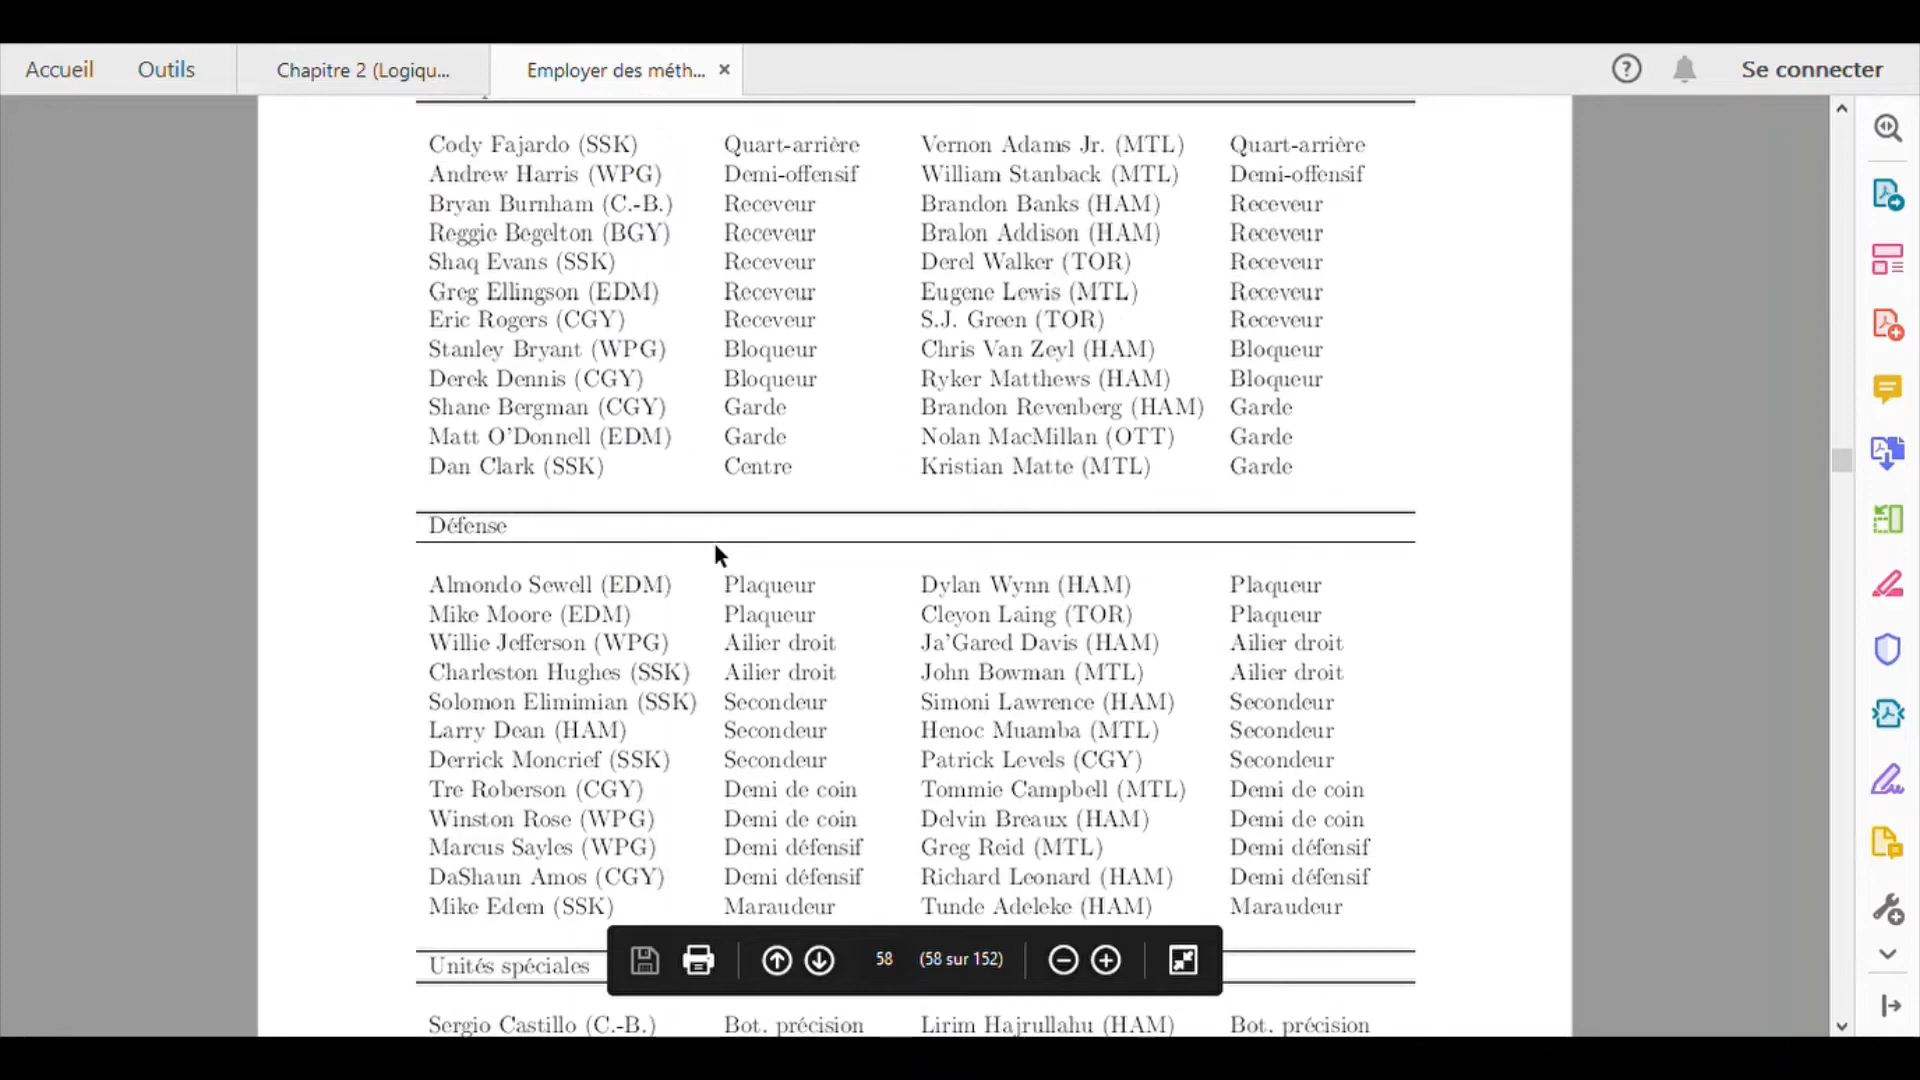 Accueil Outils Chapitre 2 (Logiqu... Employer des méth... × ? Se connecter
Cody Fajardo (SSK) Quart-arrière Vernon Adams Jr. (MTL) Quart-arrière
Andrew Harris (WPG) Demi-offensif William Stanback (MTL) Demi-offensif
Bryan Burnham (C.-B.) Receveur Brandon Banks (HAM) Receveur
Reggie Begelton (BGY) Receveur Bralon Addison (HAM) Receveur
Shaq Evans (SSK) Receveur Derel Walker (TOR) Receveur
Greg Ellingson (EDM) Receveur Eugene Lewis (MTL) Receveur
Eric Rogers (CGY) Receveur S.J. Green (TOR) Receveur
Stanley Bryant (WPG) Bloqueur Chris Van Zeyl (HAM) Bloqueur
Derek Dennis (CGY) Bloqueur Ryker Matthews (HAM) Bloqueur
Shane Bergman (CGY) Garde Brandon Revenberg (HAM) Garde
Matt O'Donnell (EDM) Garde Nolan MacMillan (OTT) Garde
Dan Clark (SSK) Centre Kristian Matte (MTL) Garde
Défense
Almondo Sewell (EDM) Plaqueur Dylan Wynn (HAM) Plaqueur
Mike Moore (EDM) Plaqueur Cleyon Laing (TOR) Plaqueur
Willie Jefferson (WPG) Ailier droit Ja'Gared Davis (HAM) Ailier droit
Charleston Hughes (SSK) Ailier droit John Bowman (MTL) Ailier droit
Solomon Elimimian (SSK) Secondeur Simoni Lawrence (HAM) Secondeur
Larry Dean (HAM) Secondeur Henoc Muamba (MTL) Secondeur
Derrick Moncrief (SSK) Secondeur Patrick Levels (CGY) Secondeur
Tre Roberson (CGY) Demi de coin Tommie Campbell (MTL) Demi de coin
Winston Rose (WPG) Demi de coin Delvin Breaux (HAM) Demi de coin
Marcus Sayles (WPG) Demi défensif Greg Reid (MTL) Demi défensif
DaShaun Amos (CGY) Demi défensif Richard Leonard (HAM) Demi défensif
Mike Edem (SSK) Maraudeur Tunde Adeleke (HAM) Maraudeur
Unités spéciales
58 (58 sur 152)
Sergio Castillo (C.-B.) Bot. précision Lirim Hajrullahu (HAM) Bot. précision